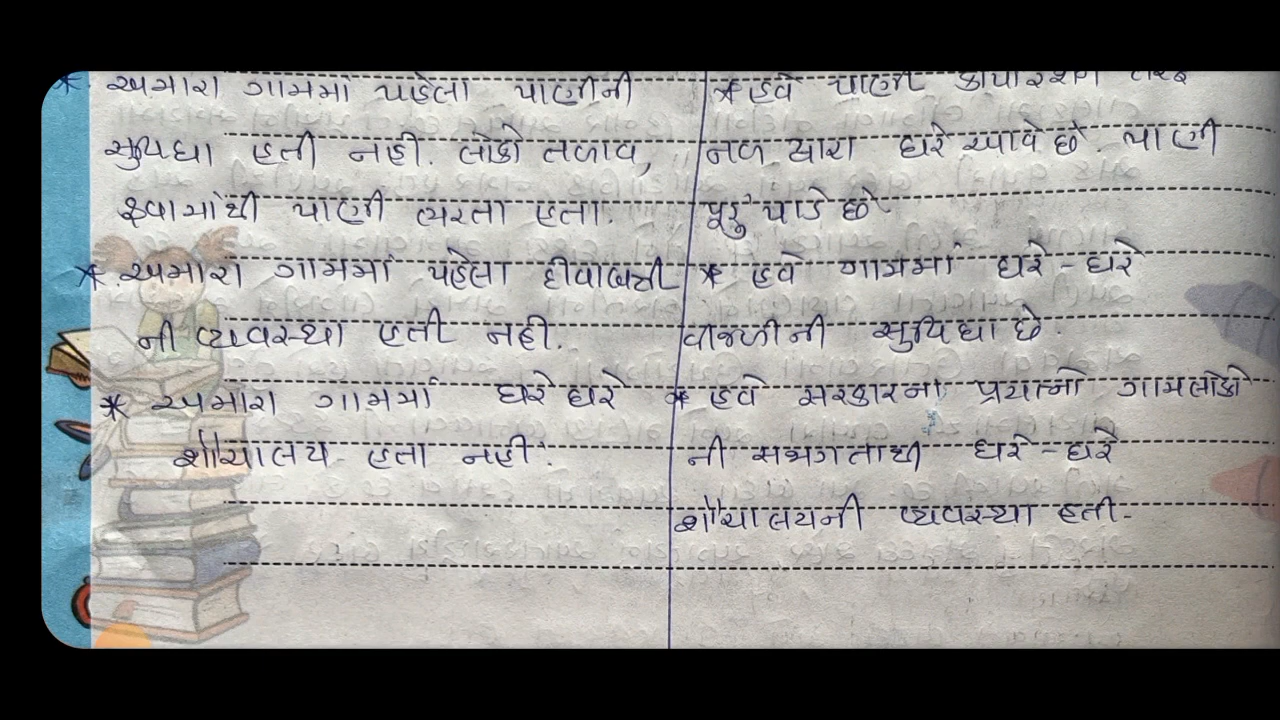 * અમારા ગામમાં પહેલા પાણીની
સુવિધા હતી નહી. લોકો તળાવ,
કુવામાંથી પાણી ભરતા હતા.
* અમારા ગામમાં પહેલા દીવાબત્તી
ની વ્યવસ્થા હતી નહી.
* અમારા ગામમાં ઘરે ઘરે
શૌચાલય હતા નહી.
* હવે પાણી
નળ દ્વારા ઘરે આવે છે. પાણી
પૂરું પાડે છે
* હવે ગામમાં ઘરે - ઘરે
વીજળીની સુવિધા છે.
* હવે સરકારના પ્રયત્નો ગામલોકો
ની સજાગતાથી ઘરે - ઘરે
શૌચાલયની વ્યવસ્થા હતી.